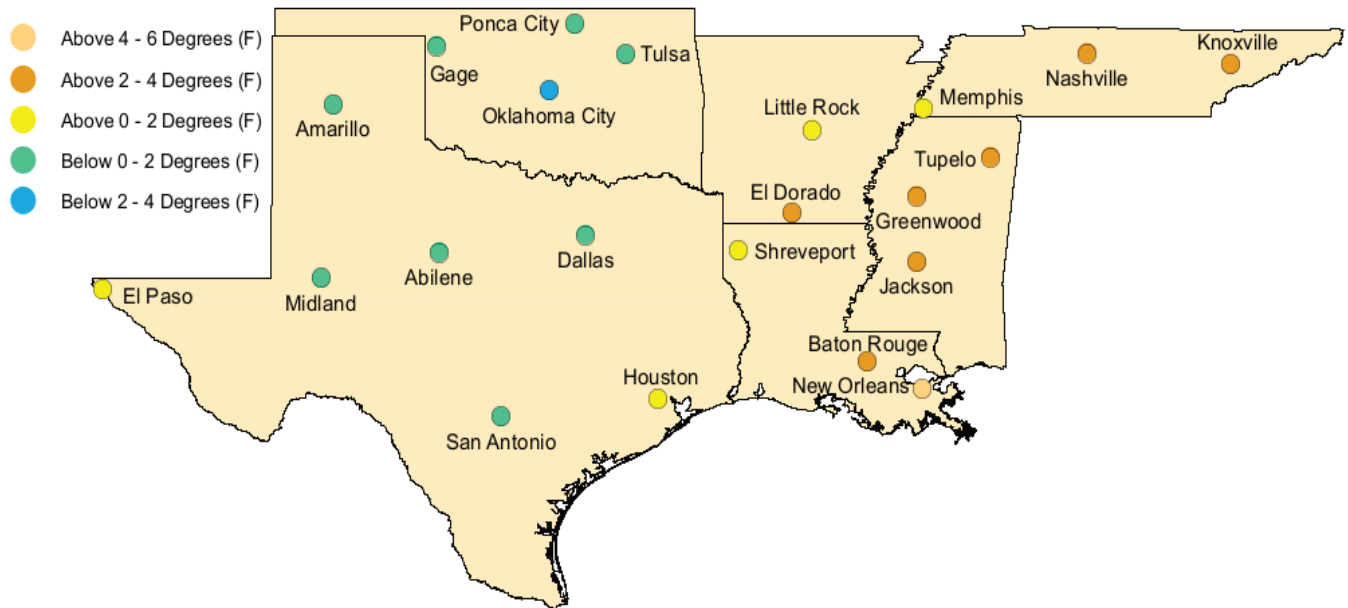 Above 4 - 6 Degrees (F)
Above 2 - 4 Degrees (F)
Above 0 - 2 Degrees (F)
Below 0 - 2 Degrees (F)
Below 2 - 4 Degrees (F)
Ponca City
Gage
Tulsa
Oklahoma City
Amarillo
Knoxville
Nashville
Memphis
Little Rock
Tupelo
El Dorado
Greenwood
Shreveport
Jackson
Dallas
Abilene
Midland
El Paso
Baton Rouge
New Orleans
Houston
San Antonio